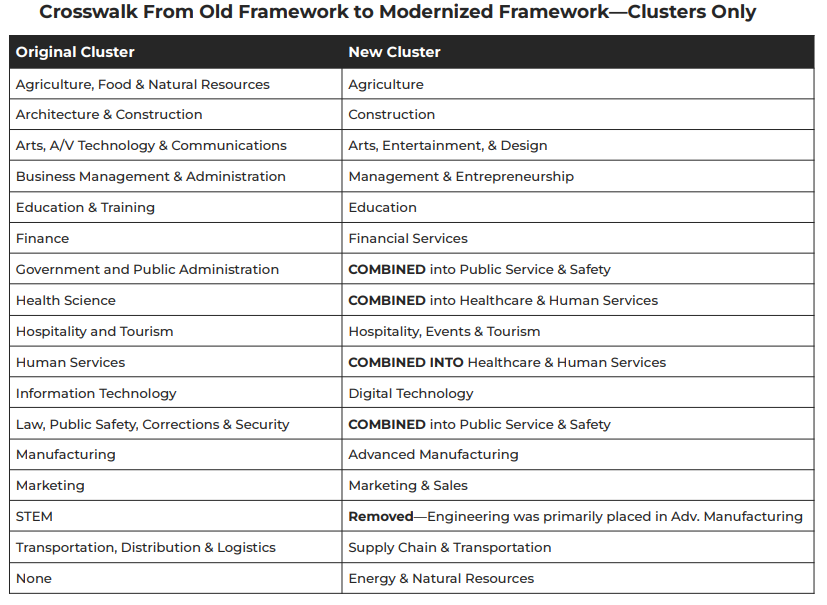 Crosswalk From Old Framework to Modernized Framework—Clusters Only
Original Cluster New Cluster
Agriculture, Food & Natural Resources Agriculture
Architecture & Construction Construction
Arts, A/V Technology & Communications Arts, Entertainment, & Design
Business Management & Administration Management & Entrepreneurship
Education & Training Education
Finance Financial Services
Government and Public Administration COMBINED into Public Service & Safety
Health Science COMBINED into Healthcare & Human Services
Hospitality and Tourism Hospitality, Events & Tourism
Human Services COMBINED INTO Healthcare & Human Services
Information Technology Digital Technology
Law, Public Safety, Corrections & Security COMBINED into Public Service & Safety
Manufacturing Advanced Manufacturing
Marketing Marketing & Sales
STEM Removed—Engineering was primarily placed in Adv. Manufacturing
Transportation, Distribution & Logistics Supply Chain & Transportation
None Energy & Natural Resources